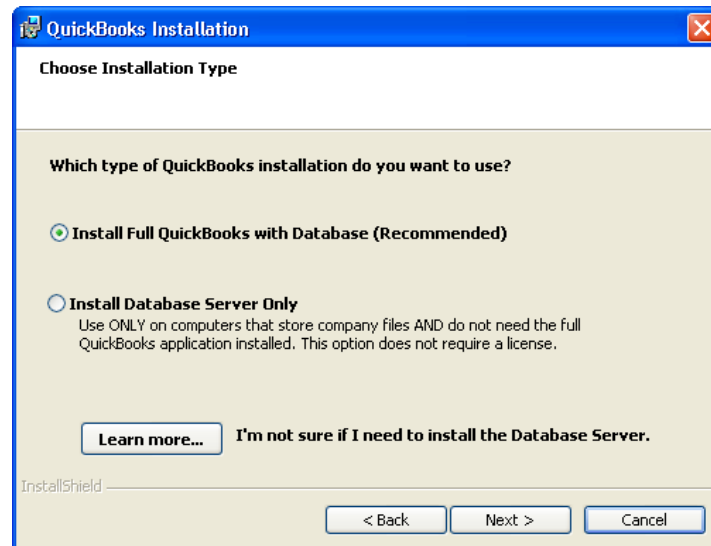 QuickBooks Installation
Choose Installation Type
Which type of QuickBooks installation do you want to use?
Install Full QuickBooks with Database (Recommended)
Install Database Server Only
Use ONLY on computers that store company files AND do not need the full
QuickBooks application installed. This option does not require a license.
Learn more... I'm not sure if I need to install the Database Server.
InstallShield
< Back Next > Cancel